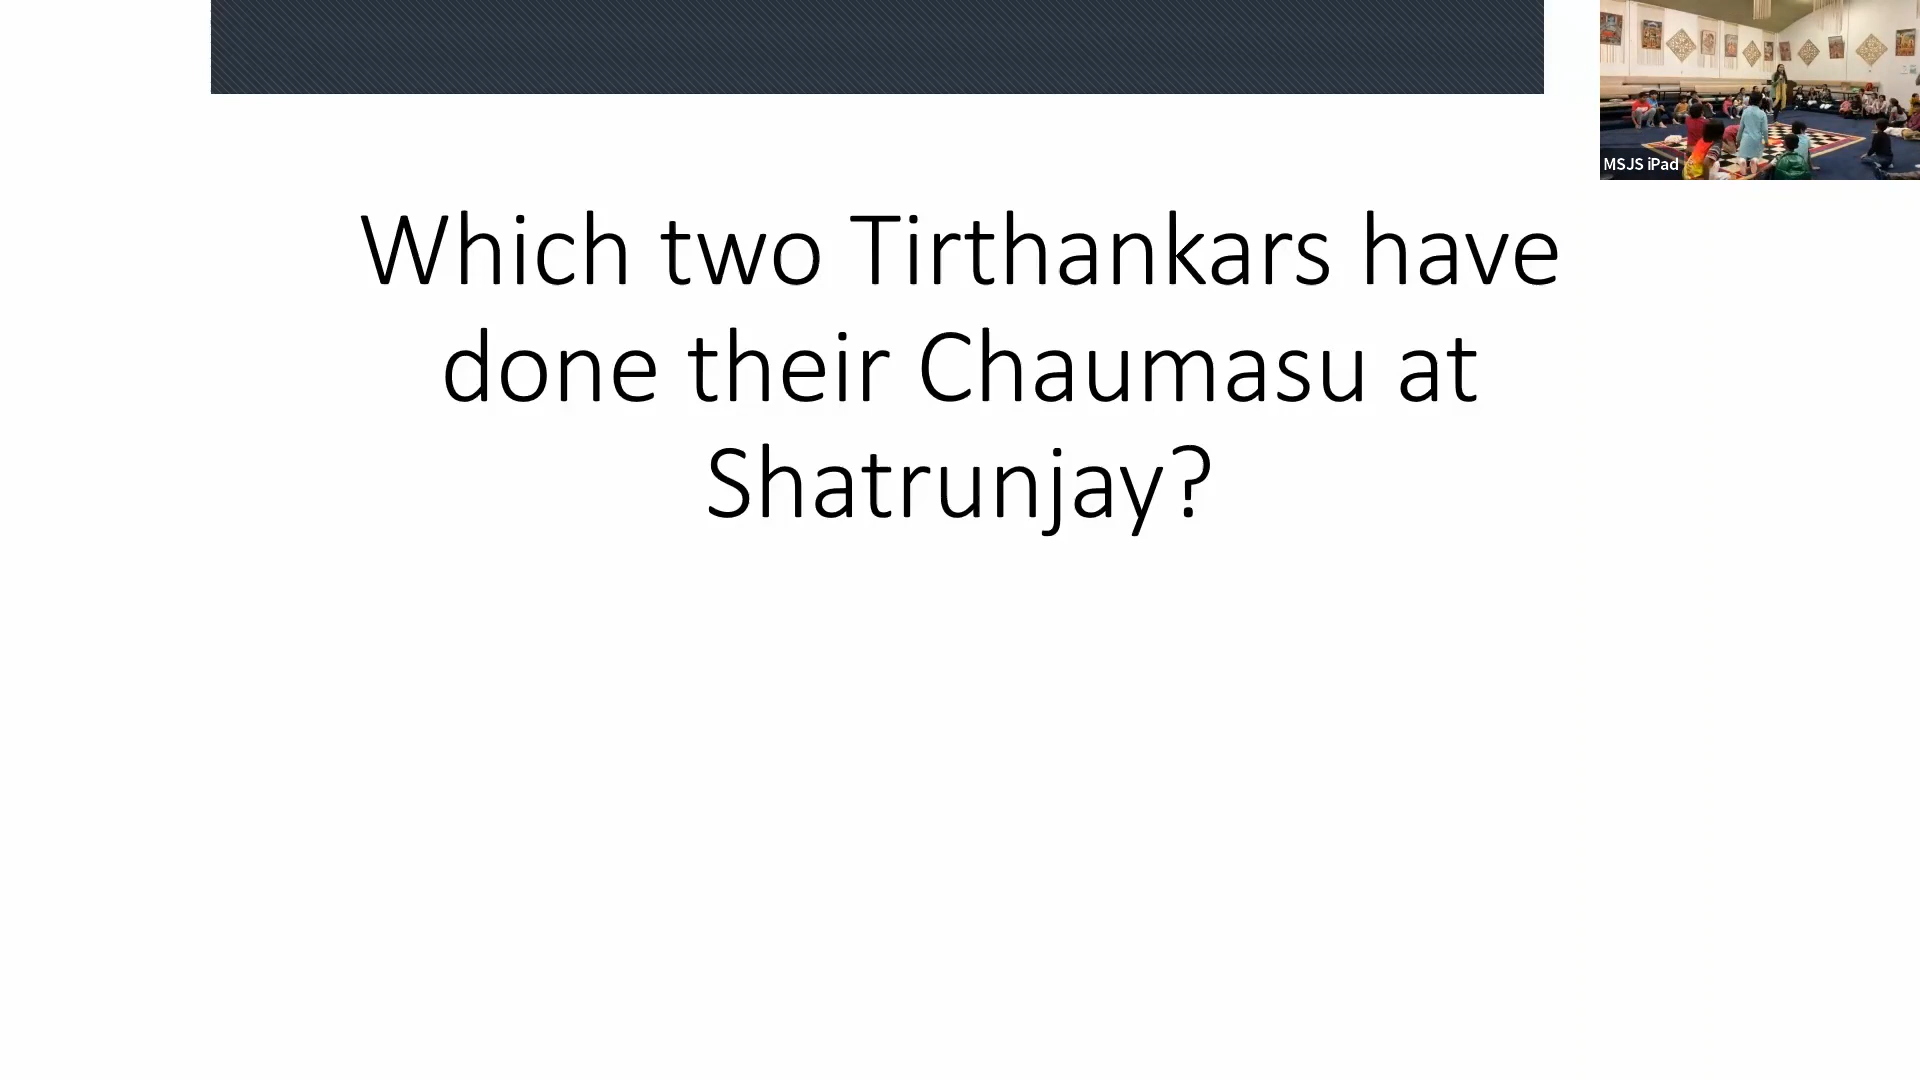 MSJS iPad
Which two Tirthankars have
done their Chaumasu at
Shatrunjay?